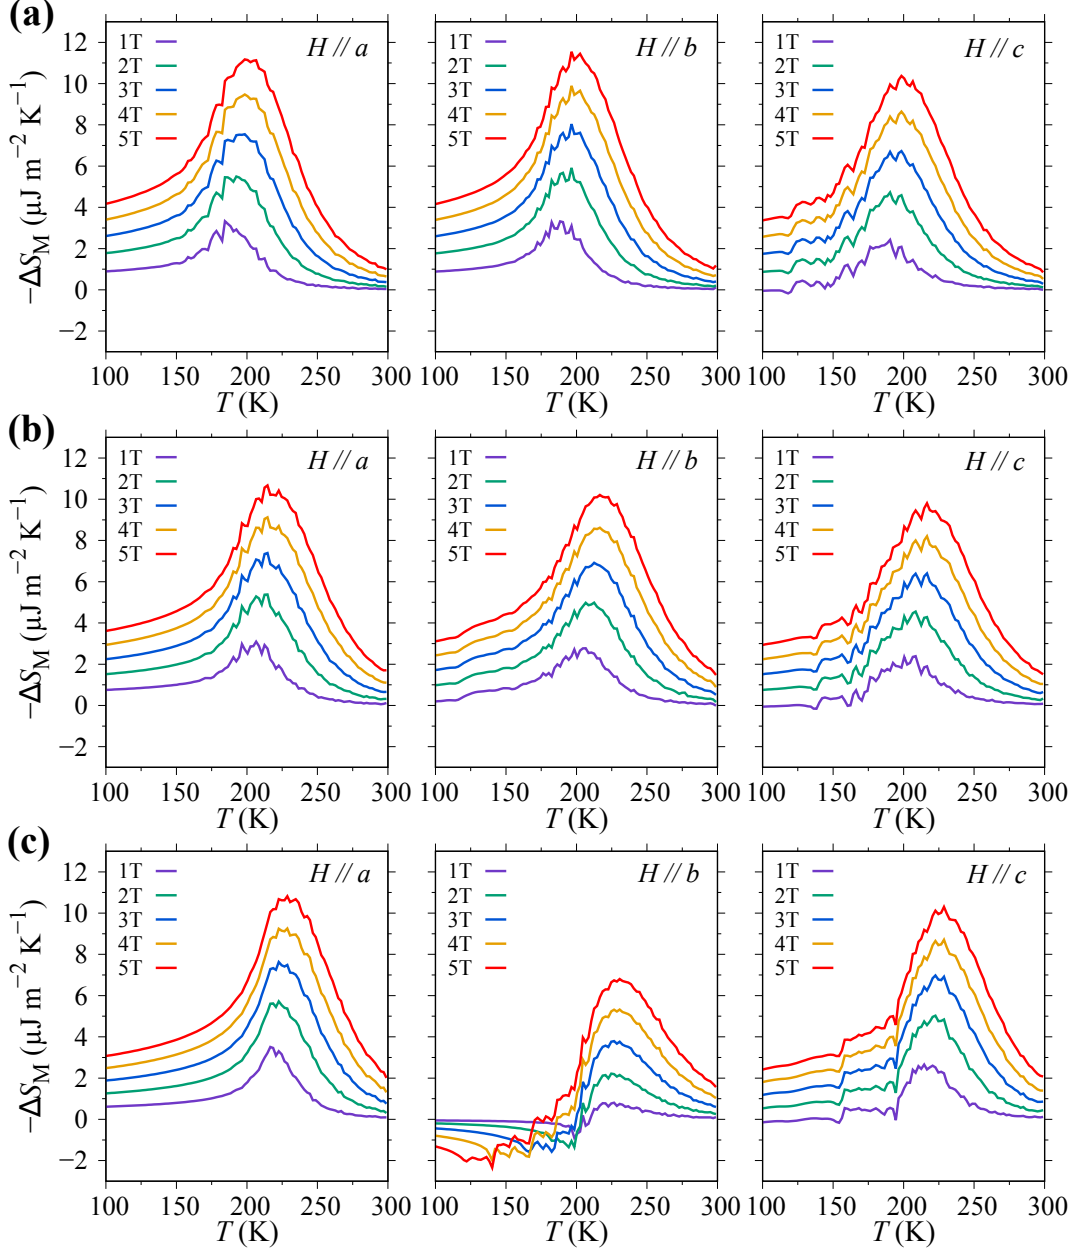 (a)
−ΔS_M (μJ m⁻² K⁻¹)
12
10
8
6
4
2
0
−2
1T
2T
3T
4T
5T
H // a
100 150 200 250 300
T (K)
1T
2T
3T
4T
5T
H // b
100 150 200 250 300
T (K)
1T
2T
3T
4T
5T
H // c
100 150 200 250 300
T (K)
(b)
−ΔS_M (μJ m⁻² K⁻¹)
12
10
8
6
4
2
0
−2
1T
2T
3T
4T
5T
H // a
100 150 200 250 300
T (K)
1T
2T
3T
4T
5T
H // b
100 150 200 250 300
T (K)
1T
2T
3T
4T
5T
H // c
100 150 200 250 300
T (K)
(c)
−ΔS_M (μJ m⁻² K⁻¹)
12
10
8
6
4
2
0
−2
1T
2T
3T
4T
5T
H // a
100 150 200 250 300
T (K)
1T
2T
3T
4T
5T
H // b
100 150 200 250 300
T (K)
1T
2T
3T
4T
5T
H // c
100 150 200 250 300
T (K)